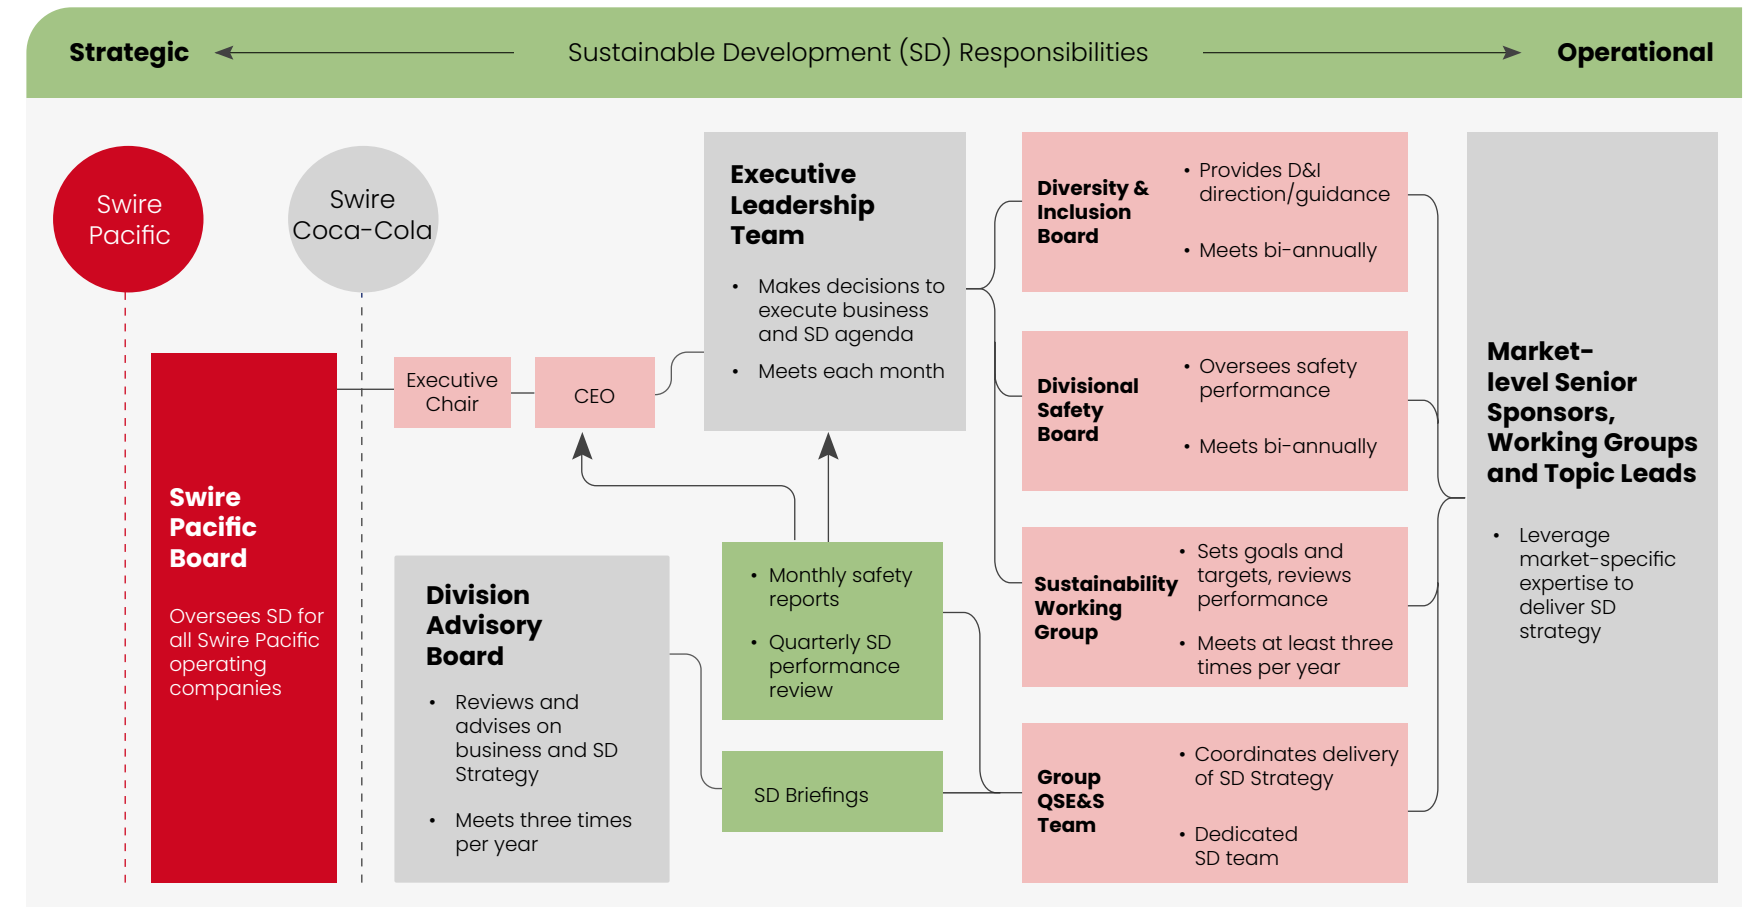 Strategic
Sustainable Development (SD) Responsibilities
Operational
Swire
Pacific
Swire
Coca-Cola
Swire
Pacific
Board
Oversees SD for
all Swire Pacific
operating
companies
Executive
Chair
CEO
Executive
Leadership
Team
• Makes decisions to
execute business
and SD agenda
• Meets each month
Division
Advisory
Board
• Reviews and
advises on
business and SD
Strategy
• Meets three times
per year
• Monthly safety
reports
• Quarterly SD
performance
review
SD Briefings
Diversity &
Inclusion
Board
• Provides D&I
direction/guidance
• Meets bi-annually
Divisional
Safety
Board
• Oversees safety
performance
• Meets bi-annually
Sustainability
Working
Group
• Sets goals and
targets, reviews
performance
• Meets at least three
times per year
Group
QSE&S
Team
• Coordinates delivery
of SD Strategy
• Dedicated
SD team
Market-
level Senior
Sponsors,
Working Groups
and Topic Leads
• Leverage
market-specific
expertise to
deliver SD
strategy